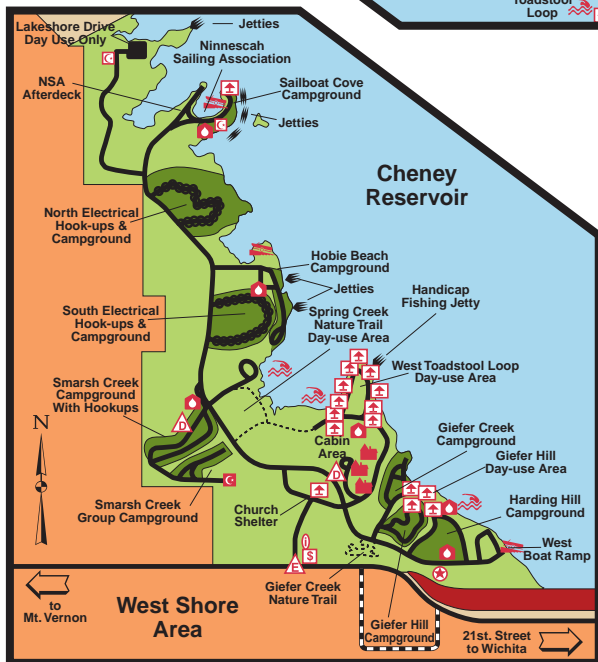 Toadstool
Loop
Lakeshore Drive
Day Use Only
Jetties
Ninnescah
Sailing Association
NSA
Afterdeck
Sailboat Cove
Campground
Jetties
Cheney
Reservoir
North Electrical
Hook-ups &
Campground
Hobie Beach
Campground
Jetties
Handicap
Fishing Jetty
South Electrical
Hook-ups &
Campground
Spring Creek
Nature Trail
Day-use Area
West Toadstool Loop
Day-use Area
Smarsh Creek
Campground
With Hookups
D
N
Cabin
Area
D
Giefer Creek
Campground
Giefer Hill
Day-use Area
Harding Hill
Campground
Smarsh Creek
Group Campground
Church
Shelter
West
Boat Ramp
$
E
Giefer Creek
Nature Trail
to
Mt. Vernon
West Shore
Area
Giefer Hill
Campground
21st. Street
to Wichita